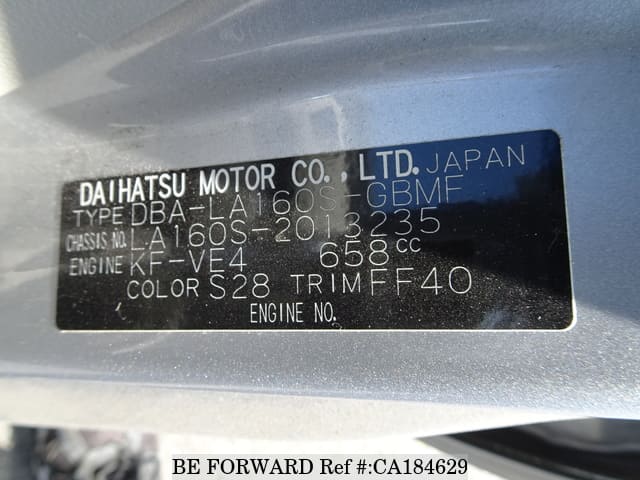 DAIHATSU MOTOR CO., LTD. JAPAN
TYPE DBA-LA160S-GBMF
CHASSIS NO. LA160S-2013235
ENGINE KF-VE4 658cc
COLOR S28 TRIM FF40
ENGINE NO.
BE FORWARD Ref #:CA184629